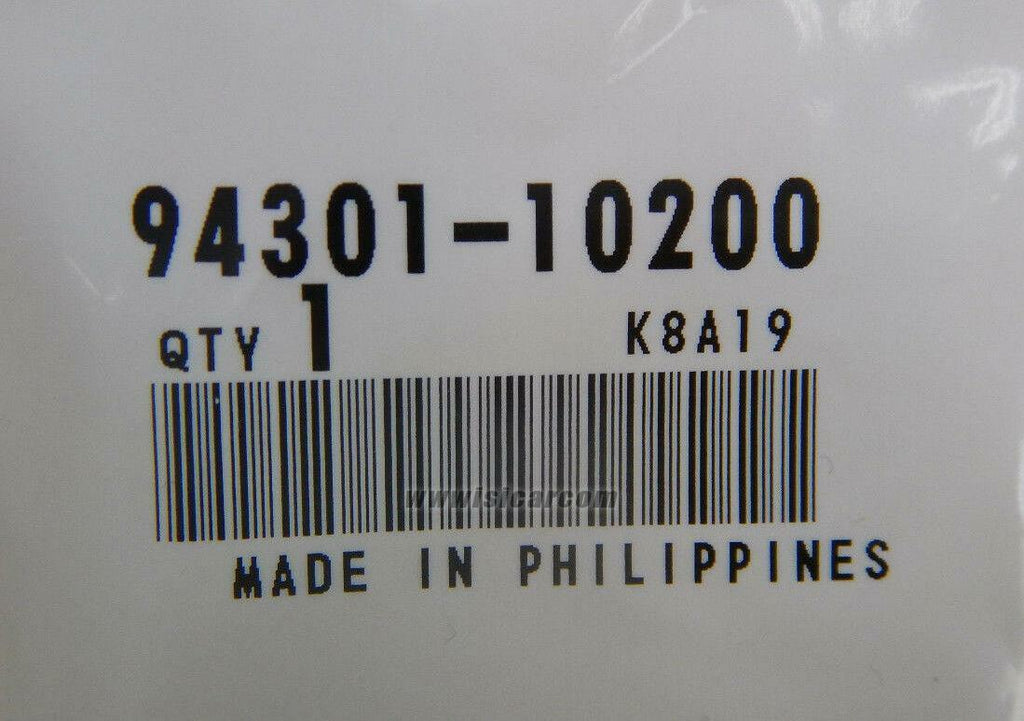 94301-10200
QTY 1 K8A19
www.isicar.com
MADE IN PHILIPPINES